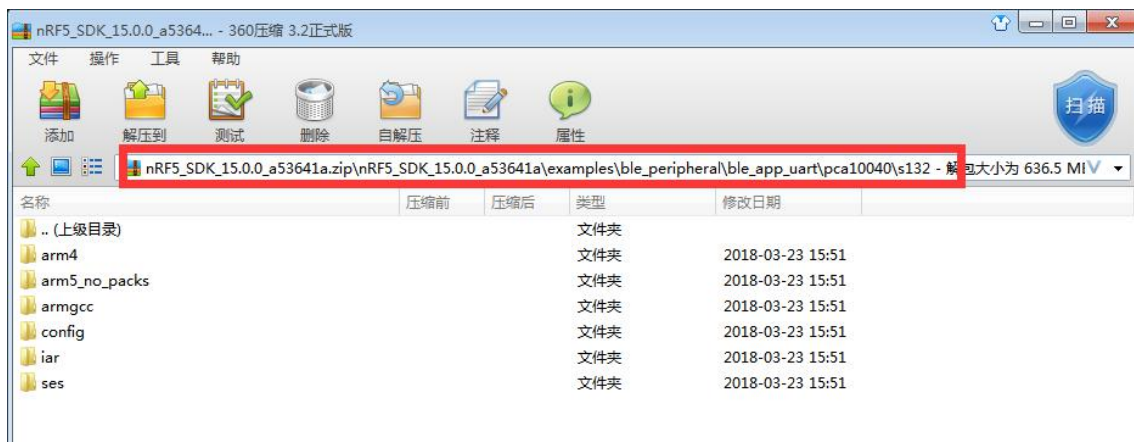 nRF5_SDK_15.0.0_a5364... - 360压缩 3.2正式版
文件 操作 工具 帮助
添加 解压到 测试 删除 自解压 注释 属性 扫描
nRF5_SDK_15.0.0_a53641a.zip\nRF5_SDK_15.0.0_a53641a\examples\ble_peripheral\ble_app_uart\pca10040\s132 - 解包大小为 636.5 MB
名称 压缩前 压缩后 类型 修改日期
.. (上级目录) 文件夹
arm4 文件夹 2018-03-23 15:51
arm5_no_packs 文件夹 2018-03-23 15:51
armgcc 文件夹 2018-03-23 15:51
config 文件夹 2018-03-23 15:51
iar 文件夹 2018-03-23 15:51
ses 文件夹 2018-03-23 15:51